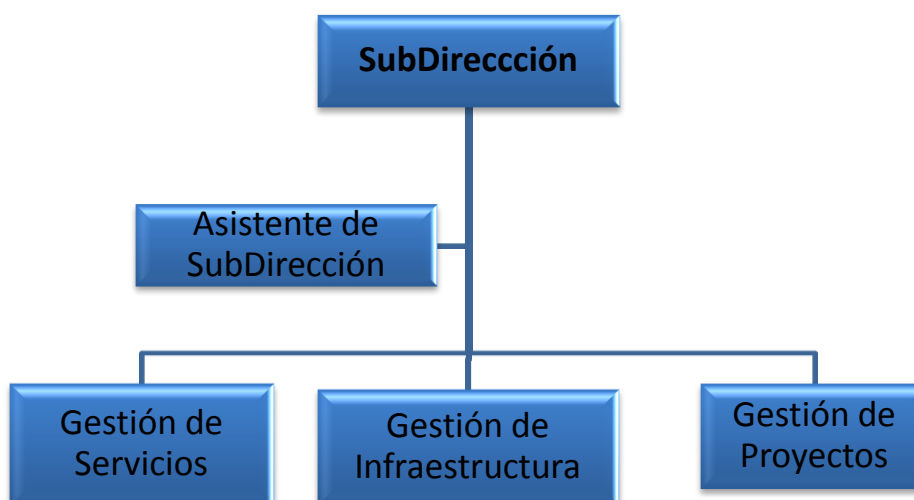 SubDireccción
Asistente de
SubDirección
Gestión de
Servicios
Gestión de
Infraestructura
Gestión de
Proyectos